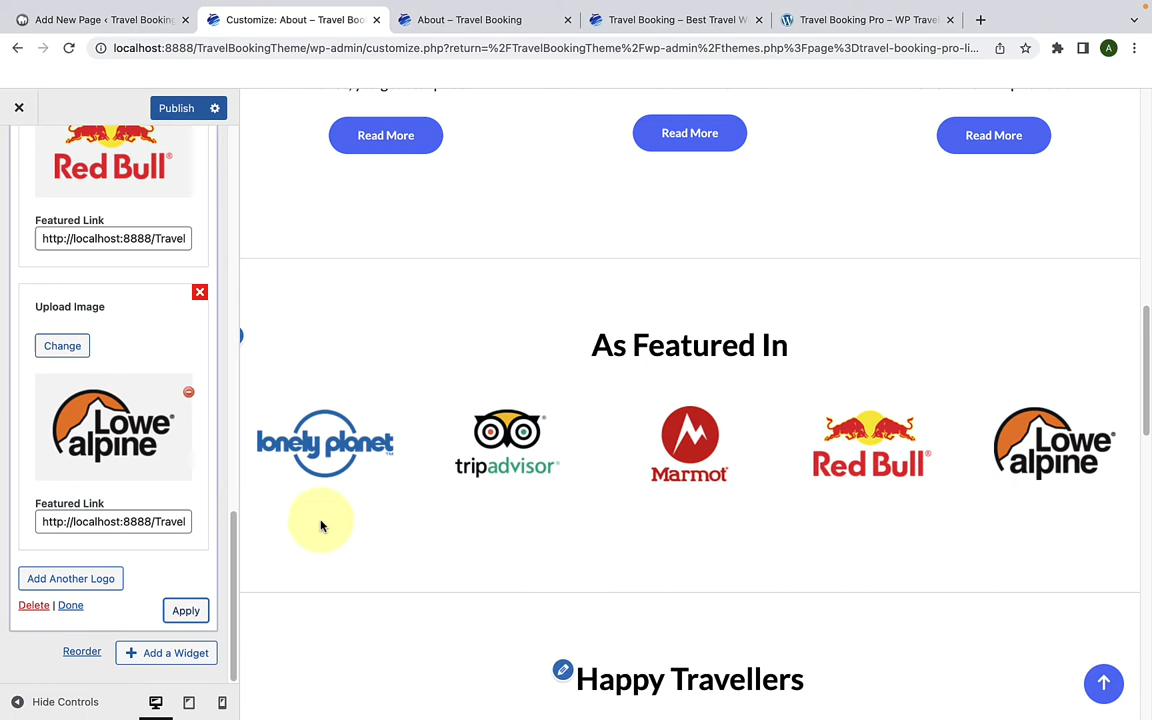 Add New Page ‹ Travel Booking
Customize: About – Travel Boo
About – Travel Booking
Travel Booking – Best Travel W
Travel Booking Pro – WP Travel
localhost:8888/TravelBookingTheme/wp-admin/customize.php?return=%2FTravelBookingTheme%2Fwp-admin%2Fthemes.php%3Fpage%3Dtravel-booking-pro-li...
A
Publish
Red Bull®
Featured Link
http://localhost:8888/Travel
Upload Image
Change
Lowe
alpine®
Featured Link
http://localhost:8888/Travel
Add Another Logo
Delete | Done
Apply
Reorder
Add a Widget
Hide Controls
Read More
Read More
Read More
As Featured In
lonely planet™
tripadvisor®
Marmot
Red Bull®
Lowe
alpine®
Happy Travellers